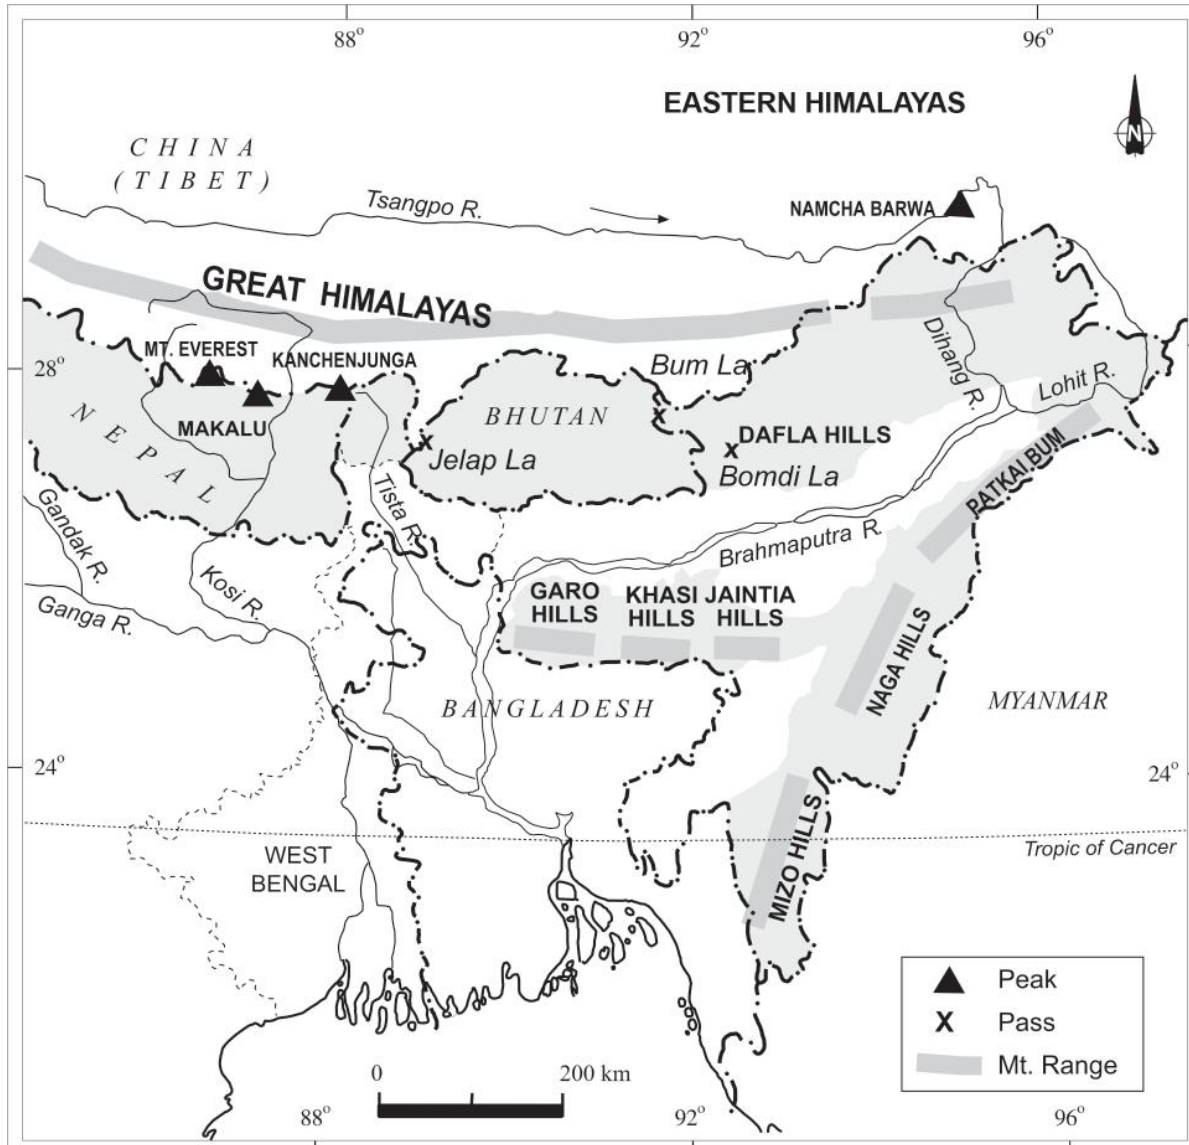 88°
92°
96°
EASTERN HIMALAYAS
N
CHINA
(TIBET)
Tsangpo R.
NAMCHA BARWA
GREAT HIMALAYAS
MT. EVEREST
KANCHENJUNGA
28°
Bum La
Dihang R.
Lohit R.
NEPAL
MAKALU
BHUTAN
DAFLA HILLS
Jelap La
Bomdi La
PATKAI BUM
Tista R.
Gandak R.
Brahmaputra R.
Kosi R.
Ganga R.
GARO
HILLS
KHASI
HILLS
JAINTIA
HILLS
NAGA HILLS
BANGLADESH
MYANMAR
24°
24°
MIZO HILLS
Tropic of Cancer
WEST
BENGAL
Peak
X Pass
Mt. Range
0 200 km
88°
92°
96°